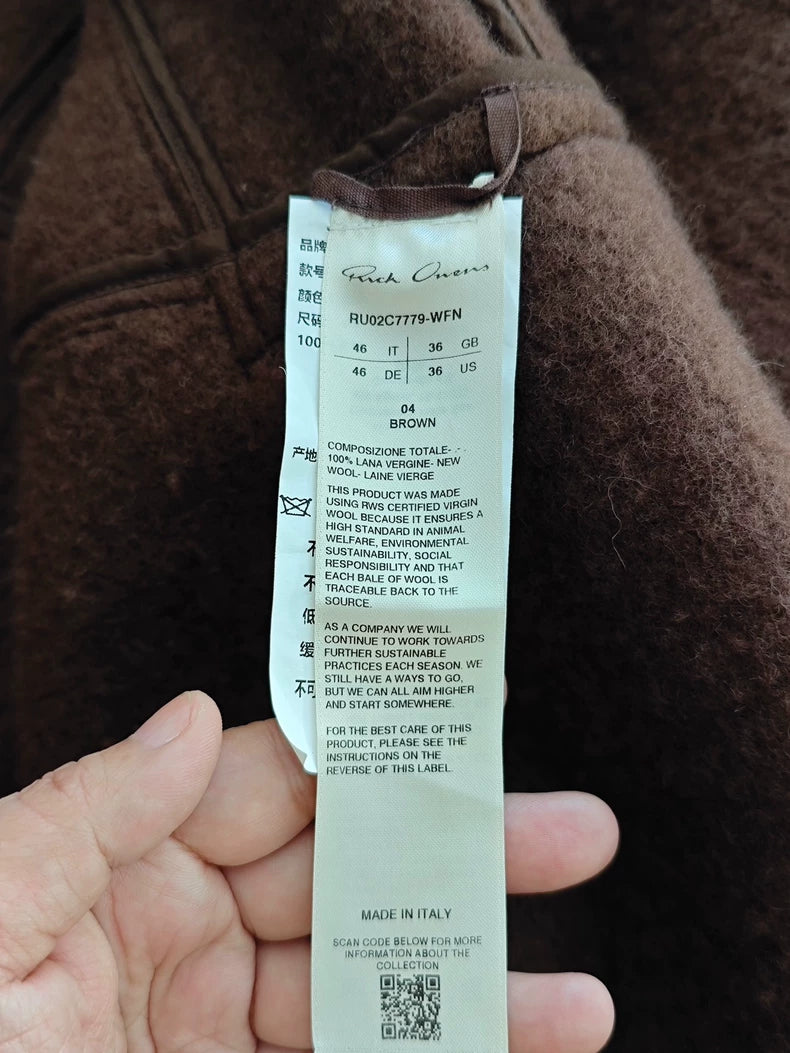 Rick Owens
RU02C7779-WFN
46 IT 36 GB
46 DE 36 US
04
BROWN
COMPOSIZIONE TOTALE- - -
100% LANA VERGINE- NEW
WOOL- LAINE VIERGE
THIS PRODUCT WAS MADE
USING RWS CERTIFIED VIRGIN
WOOL BECAUSE IT ENSURES A
HIGH STANDARD IN ANIMAL
WELFARE, ENVIRONMENTAL
SUSTAINABILITY, SOCIAL
RESPONSIBILITY AND THAT
EACH BALE OF WOOL IS
TRACEABLE BACK TO THE
SOURCE.
AS A COMPANY WE WILL
CONTINUE TO WORK TOWARDS
FURTHER SUSTAINABLE
PRACTICES EACH SEASON. WE
STILL HAVE A WAYS TO GO,
BUT WE CAN ALL AIM HIGHER
AND START SOMEWHERE.
FOR THE BEST CARE OF THIS
PRODUCT, PLEASE SEE THE
INSTRUCTIONS ON THE
REVERSE OF THIS LABEL.
MADE IN ITALY
SCAN CODE BELOW FOR MORE
INFORMATION ABOUT THE
COLLECTION
品牌
款号
颜色
尺码
100
产地
不
不
低
缓
不可